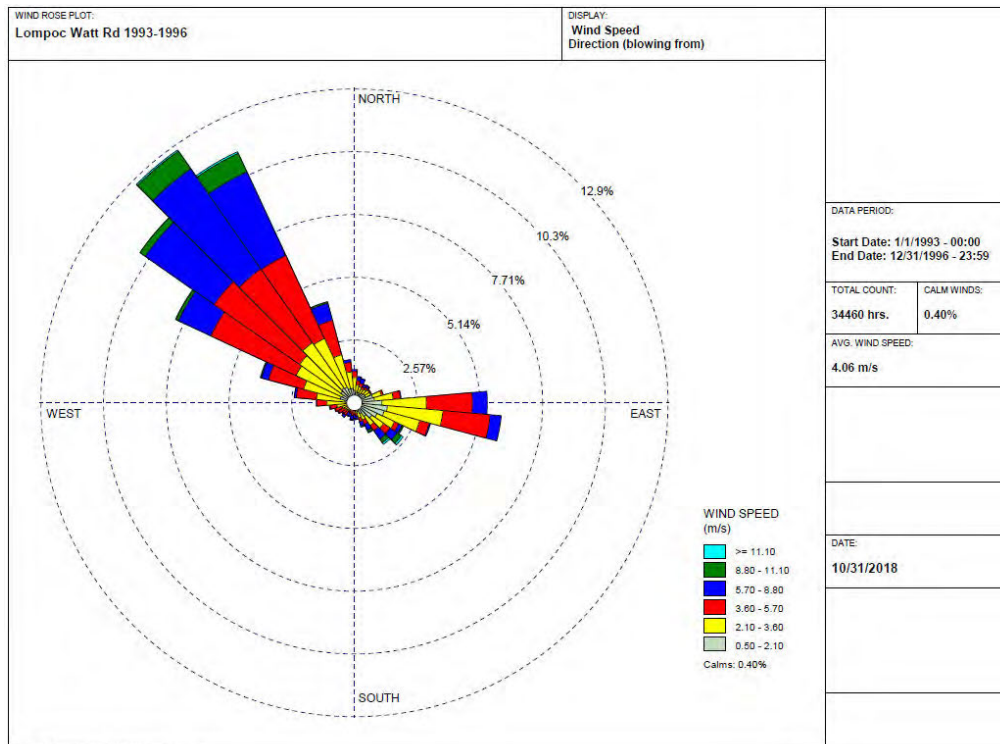 WIND ROSE PLOT:
Lompoc Watt Rd 1993-1996
DISPLAY:
Wind Speed
Direction (blowing from)
NORTH
12.9%
10.3%
7.71%
5.14%
2.57%
WEST
EAST
SOUTH
WIND SPEED
(m/s)
>= 11.10
8.80 - 11.10
5.70 - 8.80
3.60 - 5.70
2.10 - 3.60
0.50 - 2.10
Calms: 0.40%
DATA PERIOD:
Start Date: 1/1/1993 - 00:00
End Date: 12/31/1996 - 23:59
TOTAL COUNT:
34460 hrs.
CALM WINDS:
0.40%
AVG. WIND SPEED:
4.06 m/s
DATE:
10/31/2018